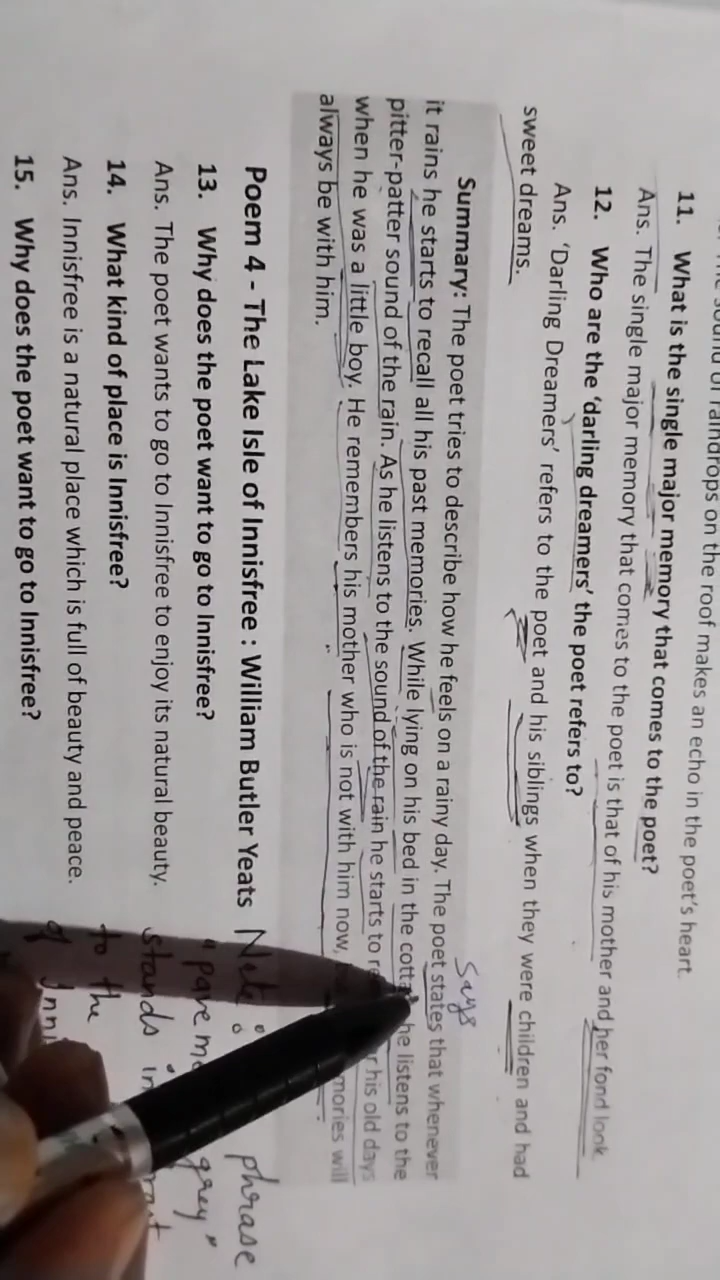 sound of raindrops on the roof makes an echo in the poet's heart.
11. What is the single major memory that comes to the poet?
Ans. The single major memory that comes to the poet is that of his mother and her fond look.
12. Who are the 'darling dreamers' the poet refers to?
Ans. 'Darling Dreamers' refers to the poet and his siblings when they were children and had
sweet dreams.
says
Summary: The poet tries to describe how he feels on a rainy day. The poet states that whenever
it rains he starts to recall all his past memories. While lying on his bed in the he listens to the
pitter-patter sound of the rain. As he listens to the sound of the rain he starts to his old days
when he was a little boy. He remembers his mother who is not with him now, will
always be with him.
Poem 4 - The Lake Isle of Innisfree : William Butler Yeats
Note: phrase
13. Why does the poet want to go to Innisfree?
grey"
Ans. The poet wants to go to Innisfree to enjoy its natural beauty.
stands
14. What kind of place is Innisfree?
to the
Ans. Innisfree is a natural place which is full of beauty and peace.
of
15. Why does the poet want to go to Innisfree?